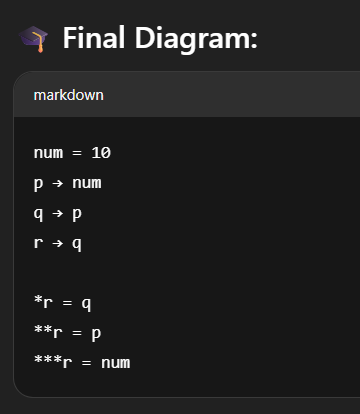 🎓 Final Diagram:
markdown
num = 10
p → num
q → p
r → q
*r = q
**r = p
***r = num